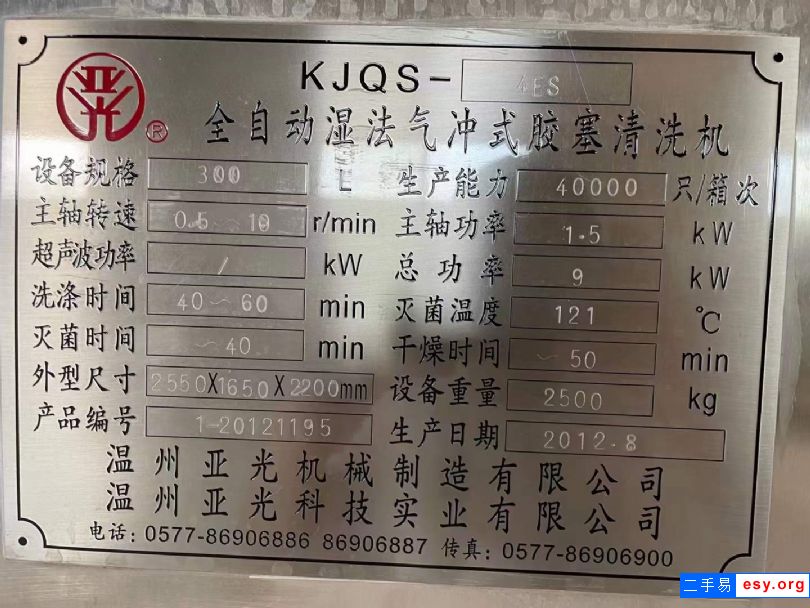 亚光®
KJQS-4ES
全自动湿法气冲式胶塞清洗机
设备规格 300 L 生产能力 40000 只/箱次
主轴转速 0.5~10 r/min 主轴功率 1.5 kW
超声波功率 / kW 总功率 9 kW
洗涤时间 40~60 min 灭菌温度 121 ℃
灭菌时间 ~40 min 干燥时间 ~50 min
外型尺寸 2550X1650X2200mm 设备重量 2500 kg
产品编号 1-20121195 生产日期 2012.8
温州亚光机械制造有限公司
温州亚光科技实业有限公司
电话:0577-86906886 86906887 传真:0577-86906900
二手易 esy.org